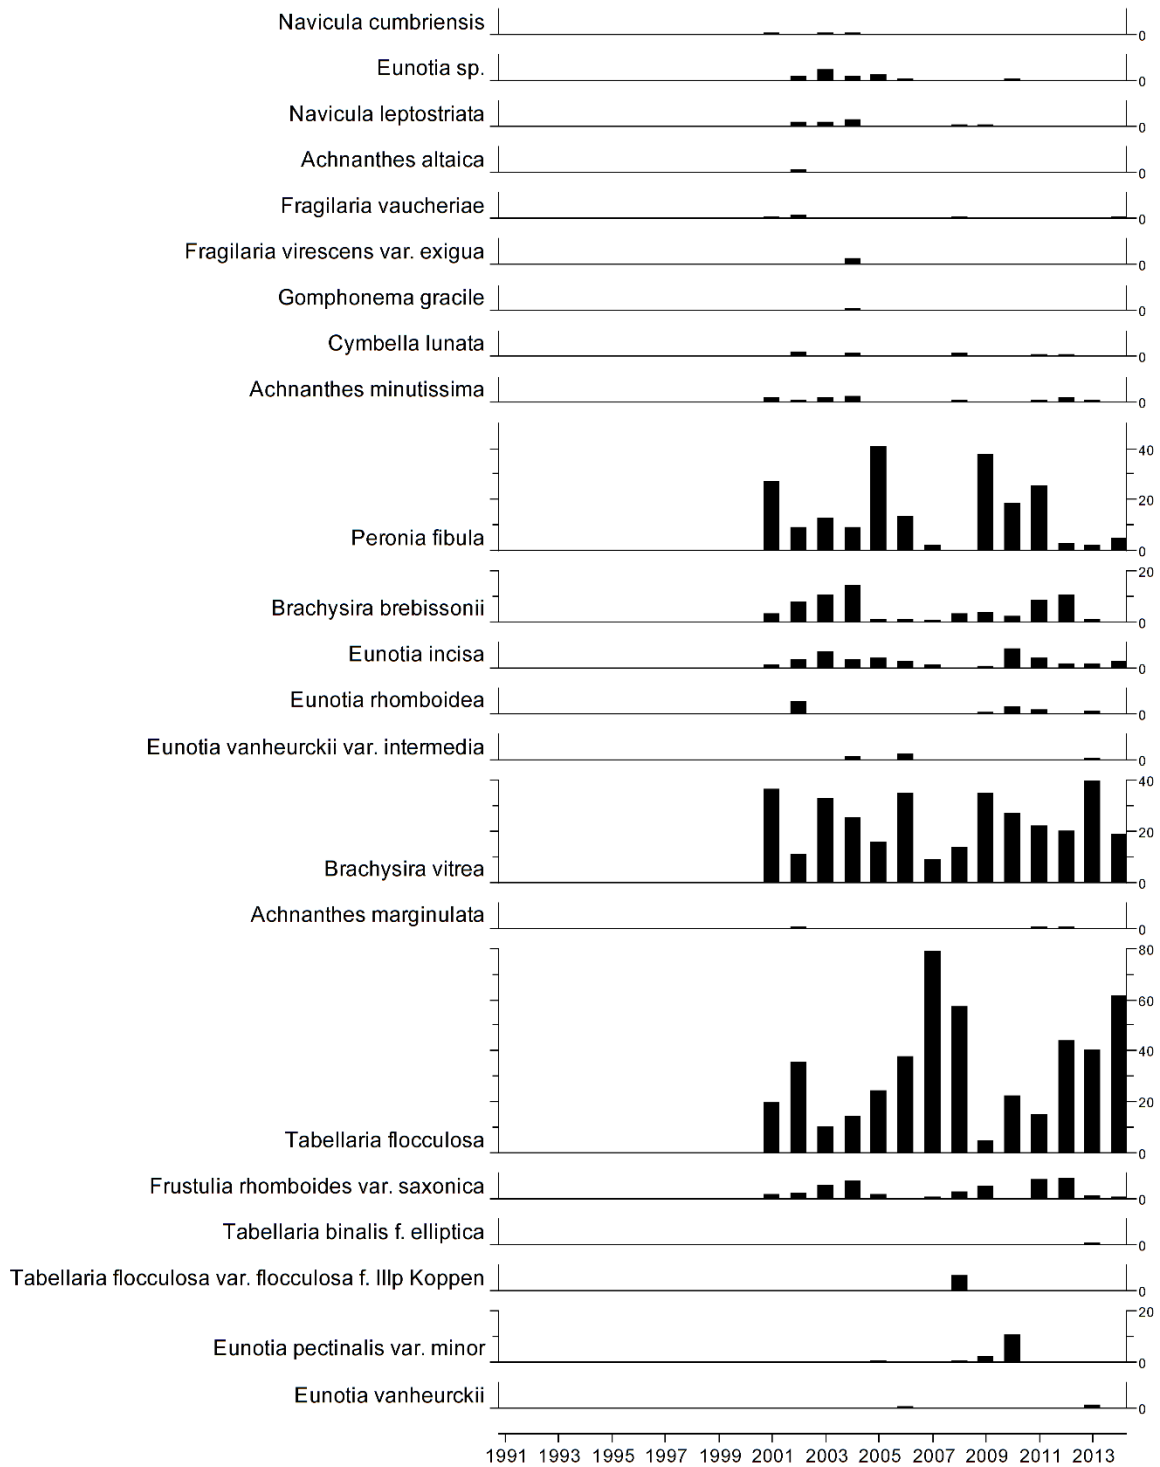 Navicula cumbriensis 0
Eunotia sp. 0
Navicula leptostriata 0
Achnanthes altaica 0
Fragilaria vaucheriae 0
Fragilaria virescens var. exigua 0
Gomphonema gracile 0
Cymbella lunata 0
Achnanthes minutissima 0
40
20
Peronia fibula 0
20
Brachysira brebissonii 0
Eunotia incisa 0
Eunotia rhomboidea 0
Eunotia vanheurckii var. intermedia 0
40
20
Brachysira vitrea 0
Achnanthes marginulata 0
80
60
40
20
Tabellaria flocculosa 0
Frustulia rhomboides var. saxonica 0
Tabellaria binalis f. elliptica 0
Tabellaria flocculosa var. flocculosa f. IIIp Koppen 0
20
Eunotia pectinalis var. minor 0
Eunotia vanheurckii 0
1991 1993 1995 1997 1999 2001 2003 2005 2007 2009 2011 2013